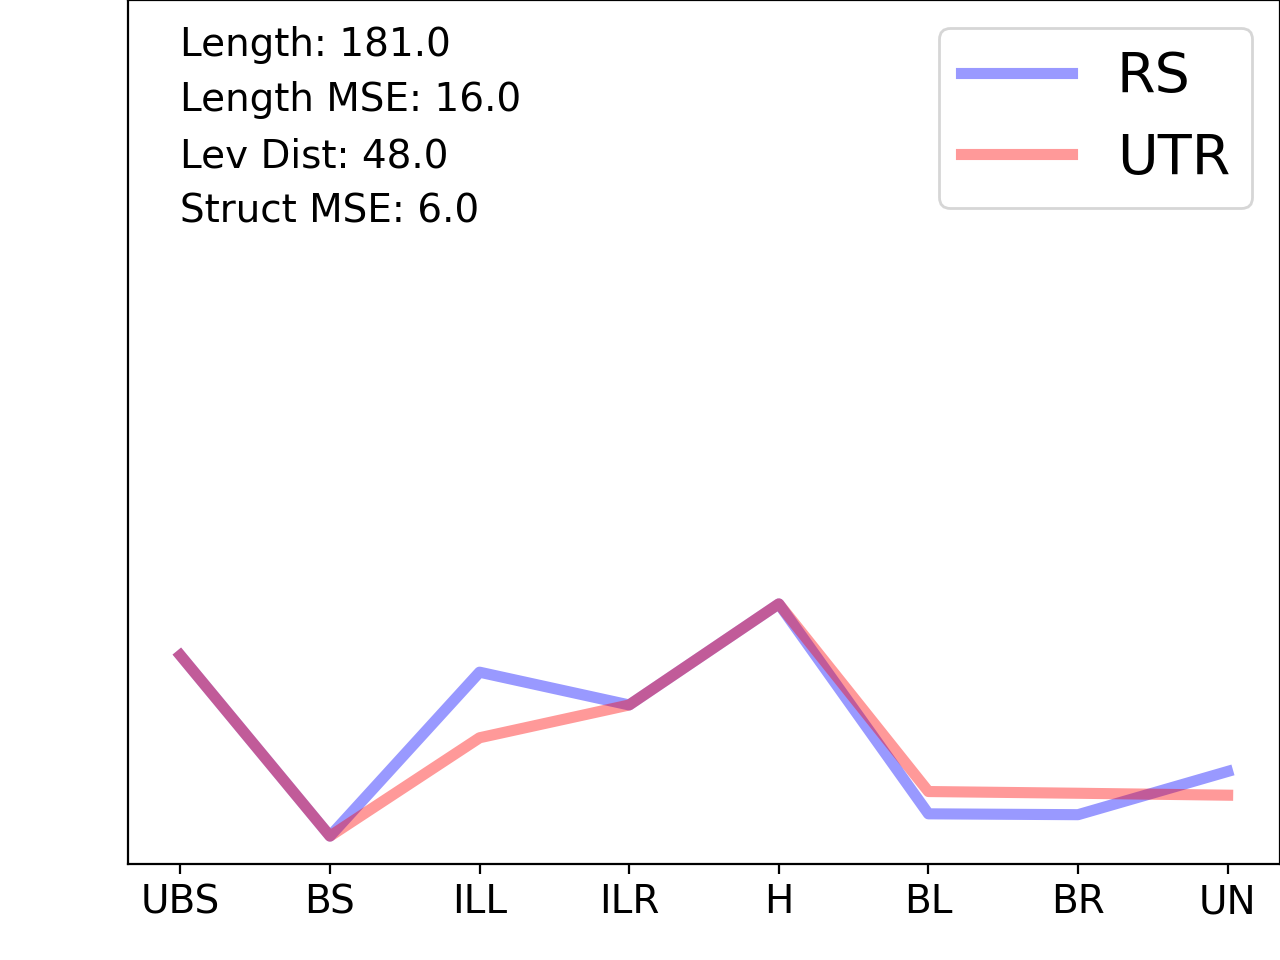 Length: 181.0
Length MSE: 16.0
Lev Dist: 48.0
Struct MSE: 6.0
RS
UTR
UBS BS ILL ILR H BL BR UN